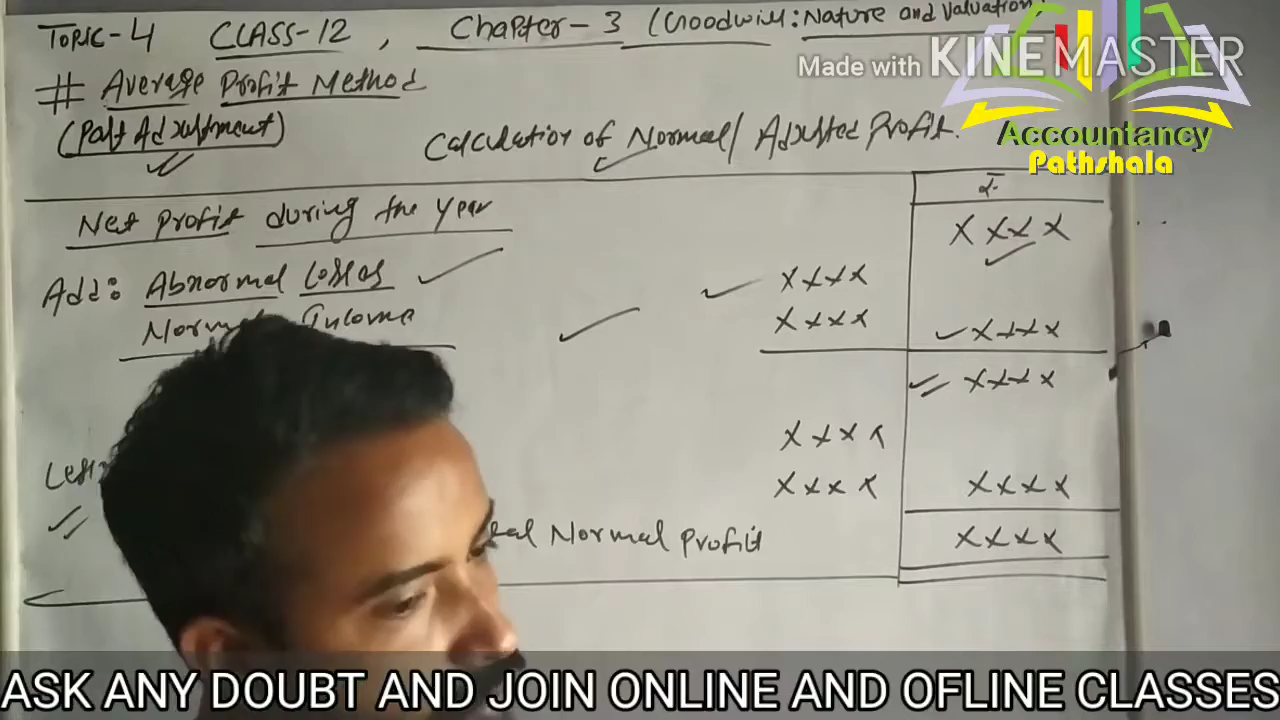 TOPIC-4 CLASS-12, Chapter-3 (Goodwill: Nature and Valuation)
Made with KINEMASTER
# Average Profit Method
(Past Adjustment)
Calculation of Normal/Adjusted Profit.
Accountancy
Pathshala
Net Profit during the Year
XXXX
Add: Abnormal Losses XXXX
Income XXXX XXXX
XXXX
XXXX
XXXX XXXX
Normal Profit XXXX
ASK ANY DOUBT AND JOIN ONLINE AND OFLINE CLASSES